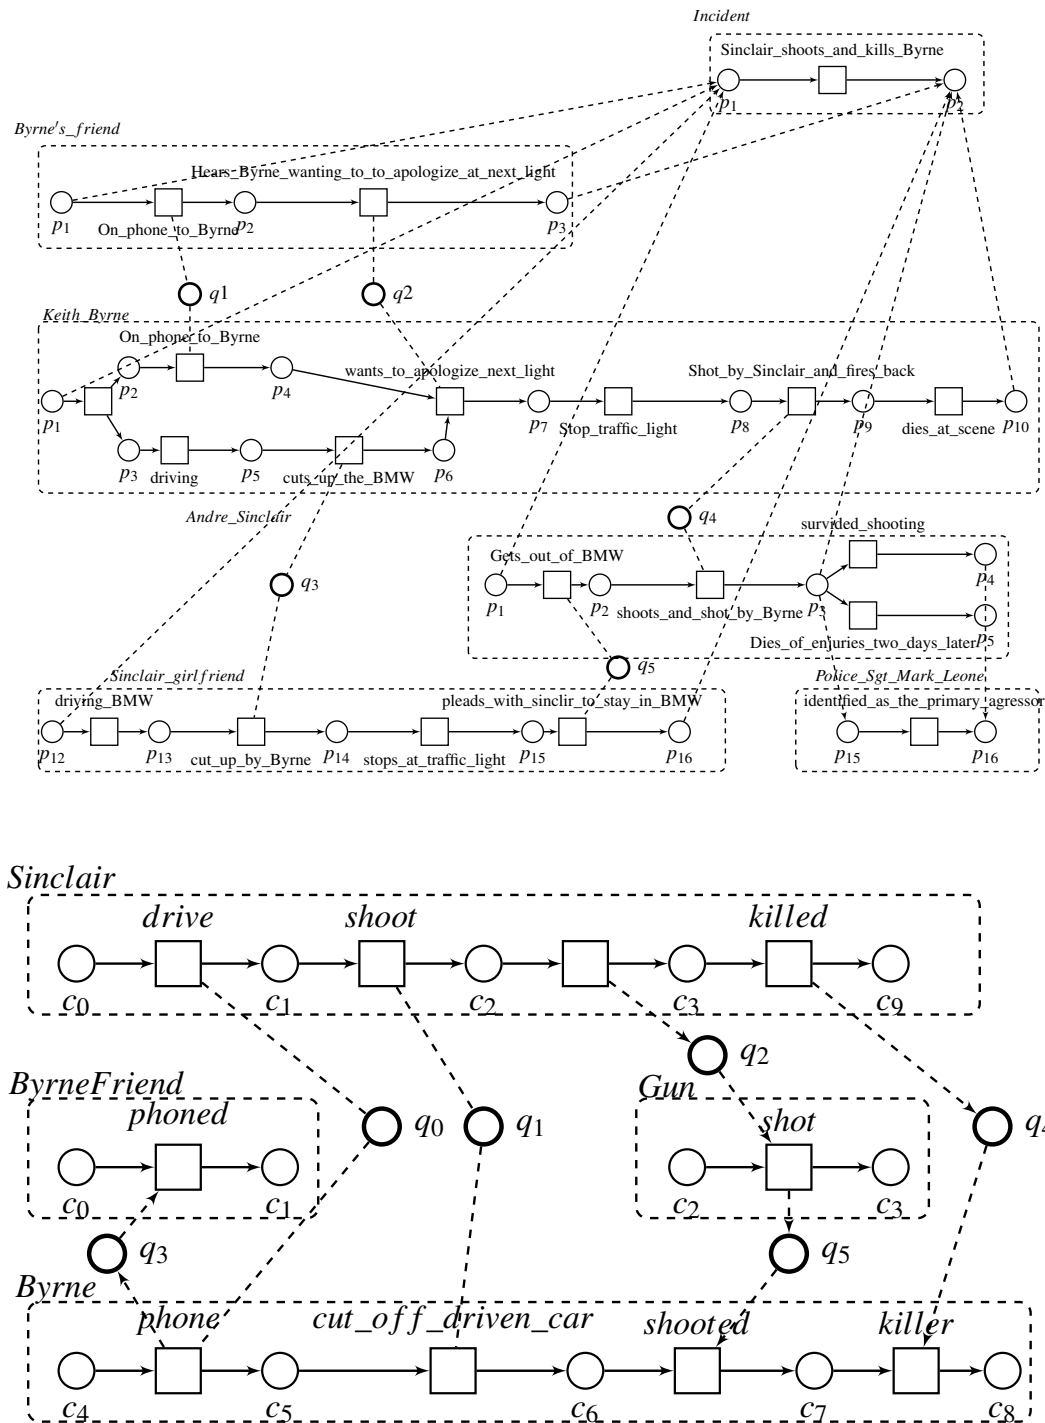 Incident
Sinclair_shoots_and_kills_Byrne
p1 p2
Byrne's_friend
Hears_Byrne_wanting_to_to_apologize_at_next_light
p1 On_phone_to_Byrne p2 p3
q1 q2
Keith_Byrne
On_phone_to_Byrne
p2 p4 wants_to_apologize_next_light Shot_by_Sinclair_and_fires_back
p1 p7 Stop_traffic_light p8 p9 dies_at_scene p10
p3 driving p5 cuts_up_the_BMW p6
Andre_Sinclair q4
survided_shooting
Gets_out_of_BMW
q3 p4
p1 p2 shoots_and_shot_by_Byrne p3
Dies_of_enjuries_two_days_later p5
q5
Sinclair_girlfriend Police_Sgt_Mark_Leone
driving_BMW pleads_with_sinclir_to_stay_in_BMW identified_as_the_primary_agressor
p12 p13 cut_up_by_Byrne p14 stops_at_traffic_light p15 p16 p15 p16
Sinclair
drive shoot killed
c0 c1 c2 c3 c9
q2
ByrneFriend Gun
phoned q0 q1 shot q4
c0 c1 c2 c3
q3 q5
Byrne
phone cut_off_driven_car shooted killer
c4 c5 c6 c7 c8